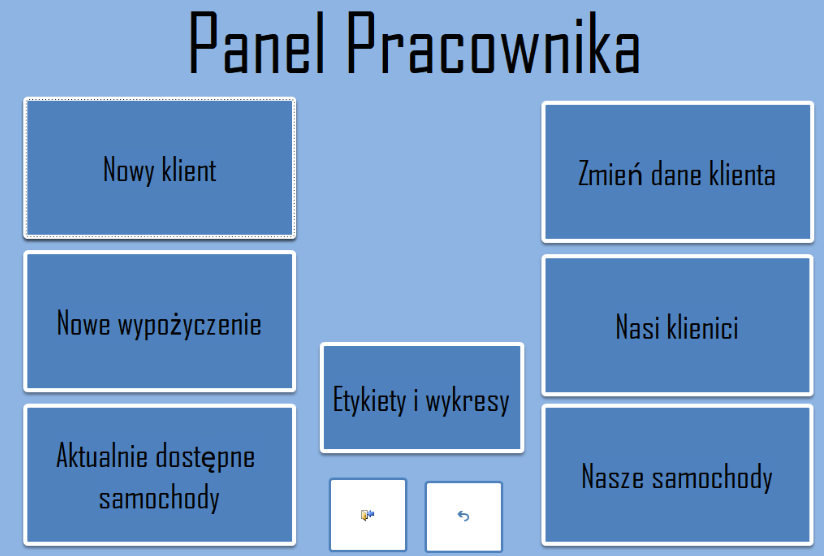 Panel Pracownika
Nowy klient
Zmień dane klienta
Nowe wypożyczenie
Nasi klienici
Etykiety i wykresy
Aktualnie dostępne
samochody
Nasze samochody